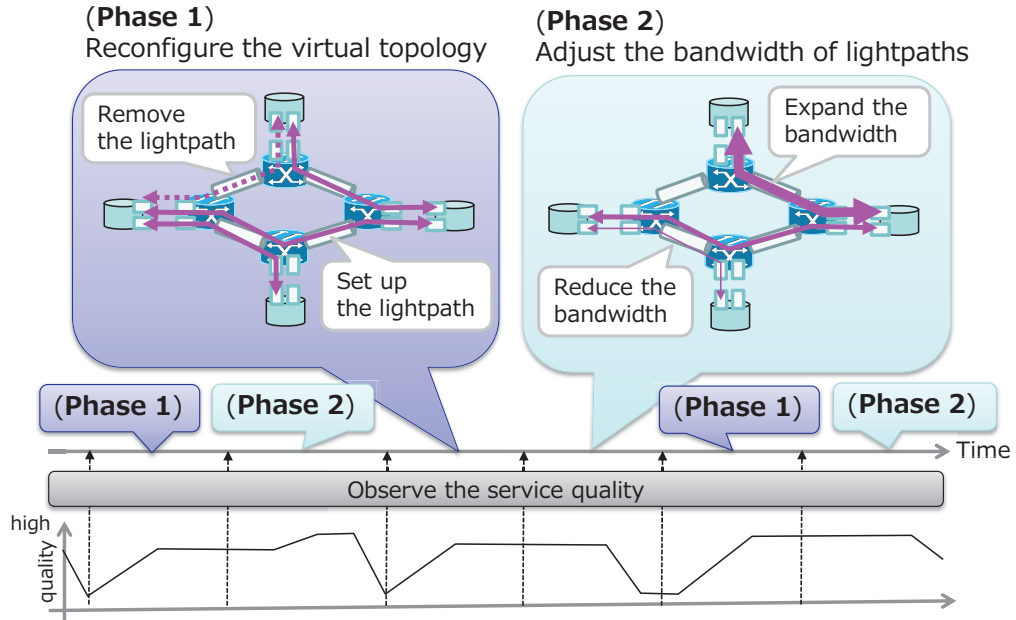 (Phase 1)
Reconfigure the virtual topology
(Phase 2)
Adjust the bandwidth of lightpaths
Remove
the lightpath
Set up
the lightpath
Expand the
bandwidth
Reduce the
bandwidth
(Phase 1)
(Phase 2)
(Phase 1)
(Phase 2)
Time
Observe the service quality
high
quality